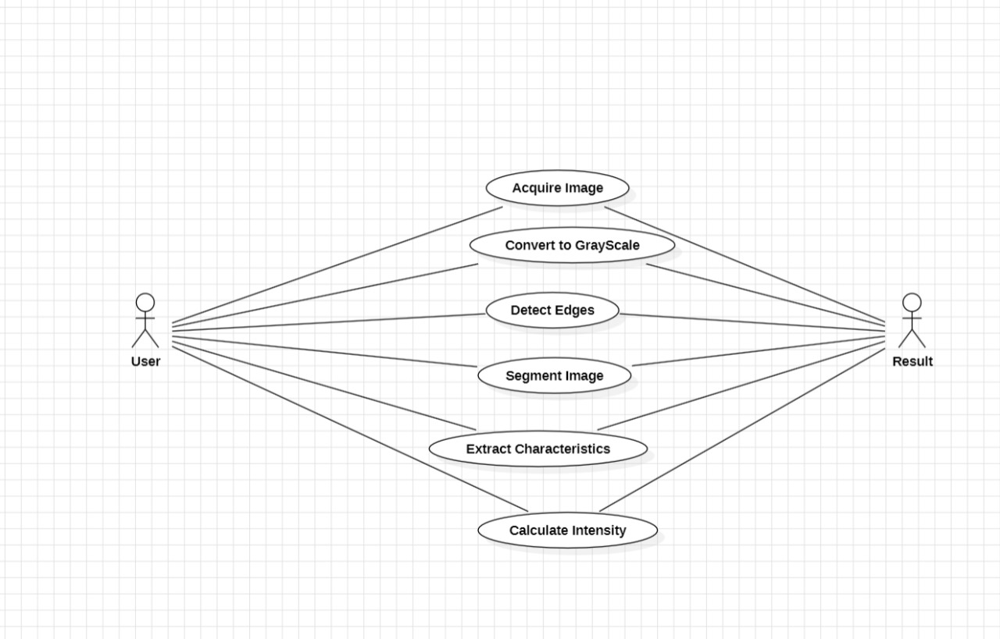 Acquire Image
Convert to GrayScale
Detect Edges
User
Result
Segment Image
Extract Characteristics
Calculate Intensity